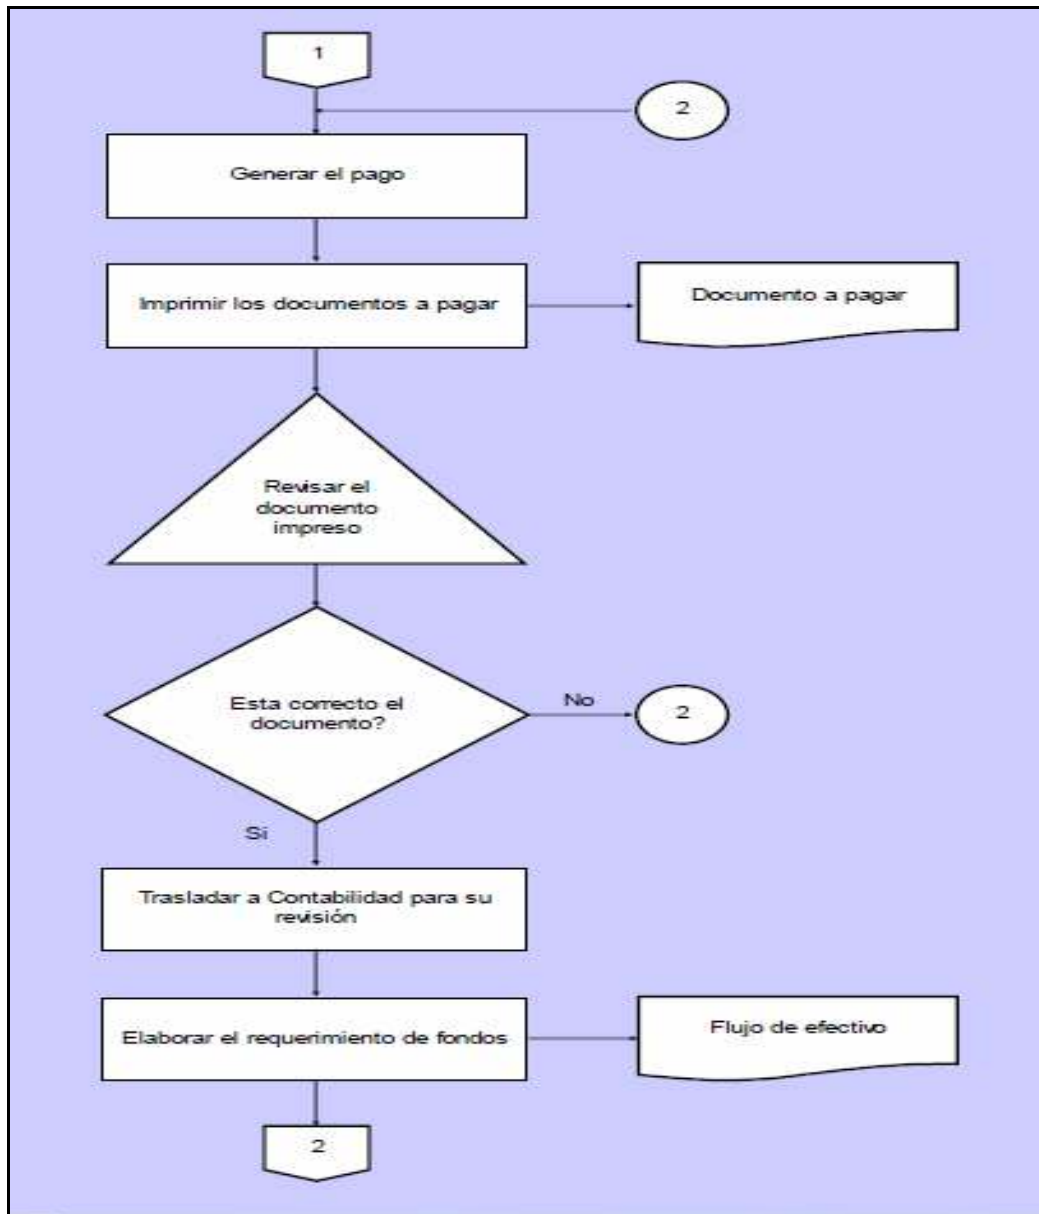 1
2
Generar el pago
Imprimir los documentos a pagar
Documento a pagar
Revisar el
documento
impreso
Esta correcto el
documento?
No
2
Si
Trasladar a Contabilidad para su
revisión
Elaborar el requerimiento de fondos
Flujo de efectivo
2